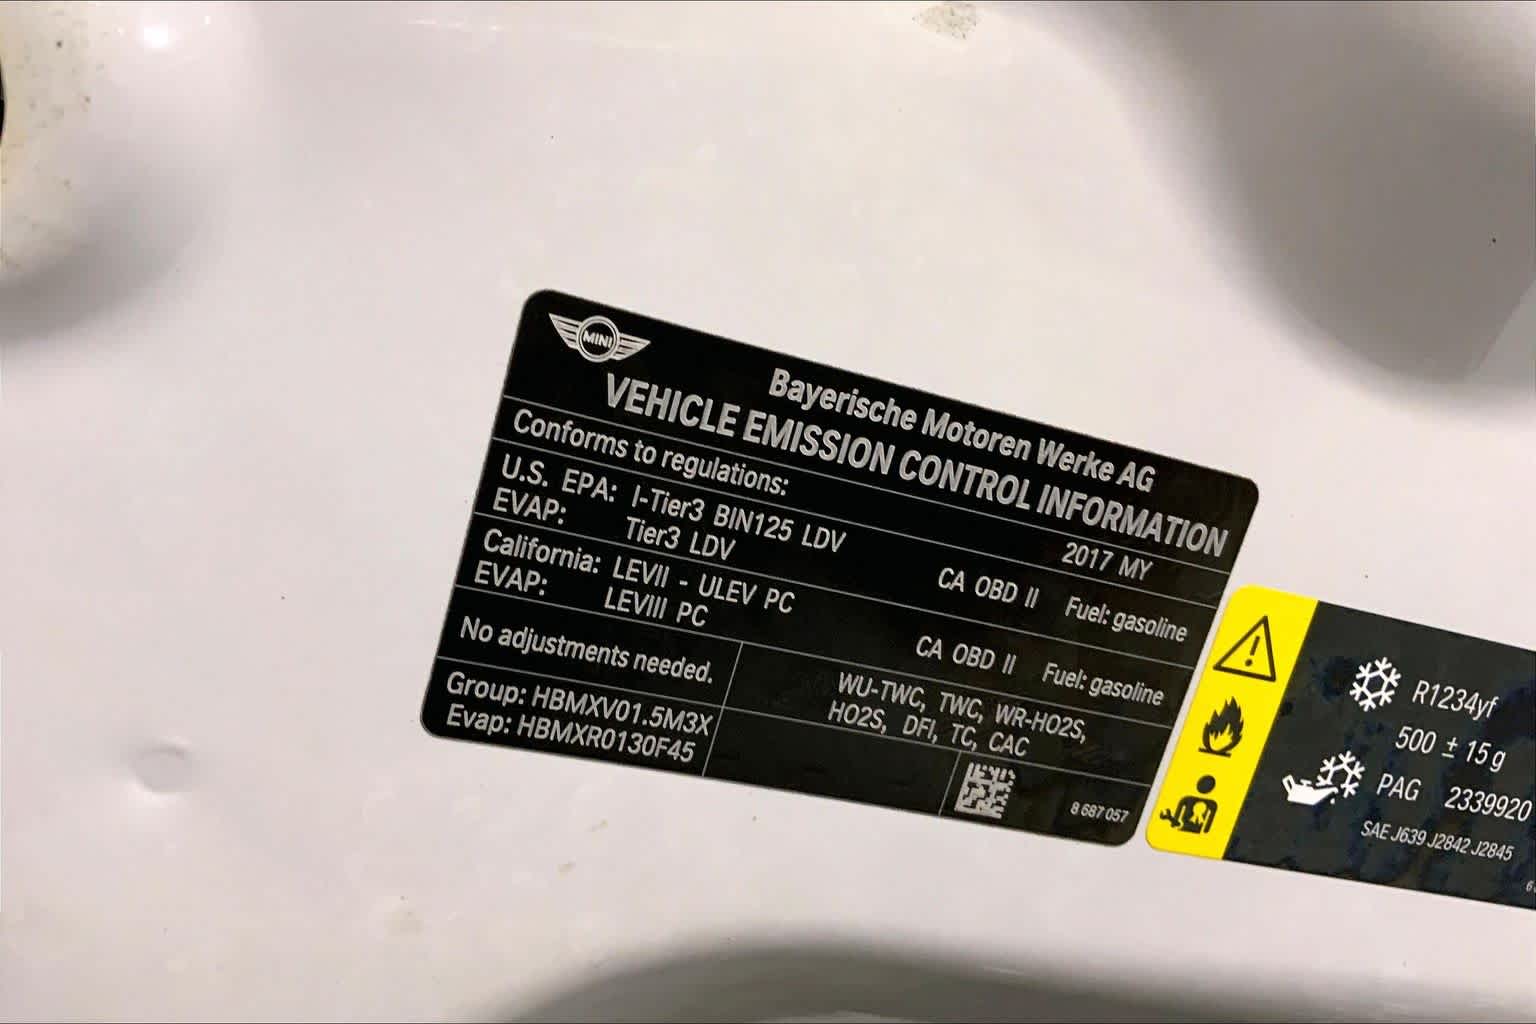 MINI
Bayerische Motoren Werke AG
VEHICLE EMISSION CONTROL INFORMATION
Conforms to regulations: 2017 MY
U.S. EPA: I-Tier3 BIN125 LDV CA OBD II Fuel: gasoline
EVAP: Tier3 LDV
California: LEVII - ULEV PC CA OBD II Fuel: gasoline
EVAP: LEVIII PC
No adjustments needed.
WU-TWC, TWC, WR-HO2S,
HO2S, DFI, TC, CAC
Group: HBMXV01.5M3X
Evap: HBMXR0130F45
8 687 057
R1234yf
500 ± 15 g
PAG 2339920
SAE J639 J2842 J2845